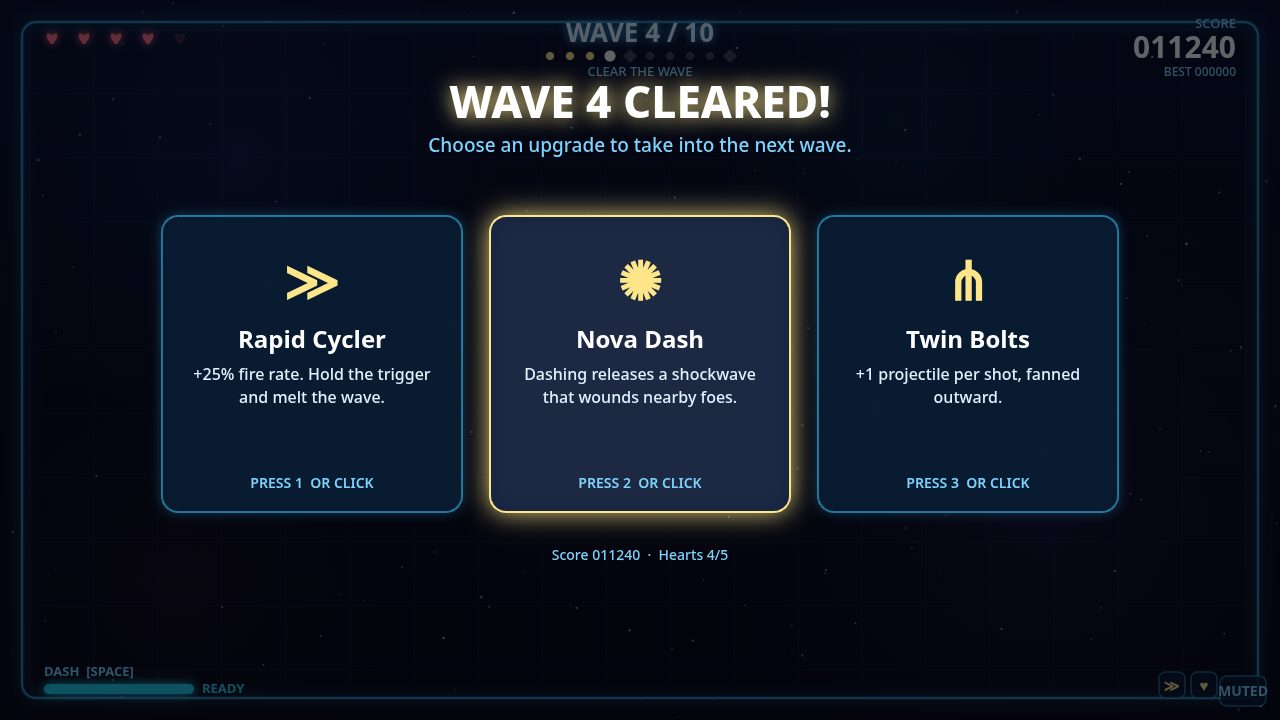 WAVE 4 / 10
CLEAR THE WAVE
SCORE
011240
BEST 000000
WAVE 4 CLEARED!
Choose an upgrade to take into the next wave.
Rapid Cycler
+25% fire rate. Hold the trigger
and melt the wave.
PRESS 1 OR CLICK
Nova Dash
Dashing releases a shockwave
that wounds nearby foes.
PRESS 2 OR CLICK
Twin Bolts
+1 projectile per shot, fanned
outward.
PRESS 3 OR CLICK
Score 011240 · Hearts 4/5
DASH [SPACE]
READY
MUTED